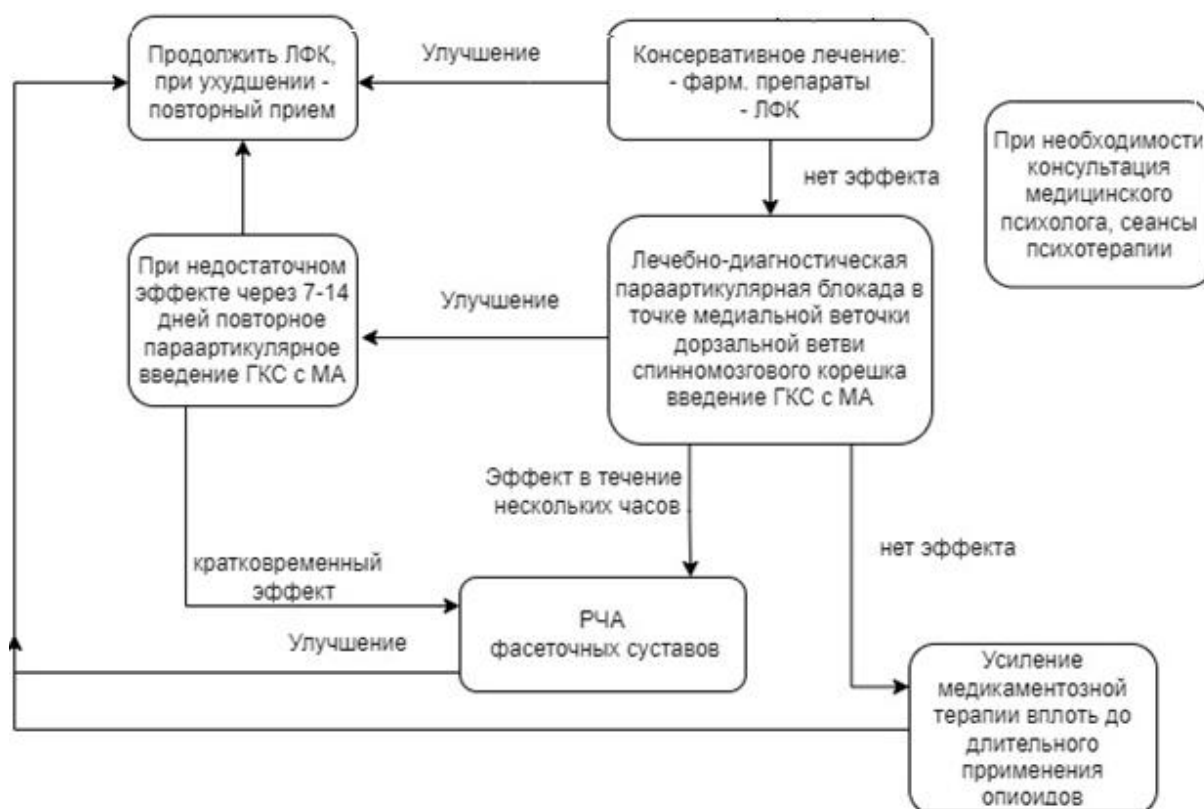 Продолжить ЛФК,
при ухудшении -
повторный прием
Улучшение
Консервативное лечение:
- фарм. препараты
- ЛФК
При необходимости
консультация
медицинского
психолога, сеансы
психотерапии
нет эффекта
При недостаточном
эффекте через 7-14
дней повторное
параартикулярное
введение ГКС с МА
Улучшение
Лечебно-диагностическая
параартикулярная блокада в
точке медиальной веточки
дорзальной ветви
спинномозгового корешка
введение ГКС с МА
Эффект в течение
нескольких часов
нет эффекта
кратковременный
эффект
РЧА
фасеточных суставов
Улучшение
Усиление
медикаментозной
терапии вплоть до
длительного
пррименения
опиоидов